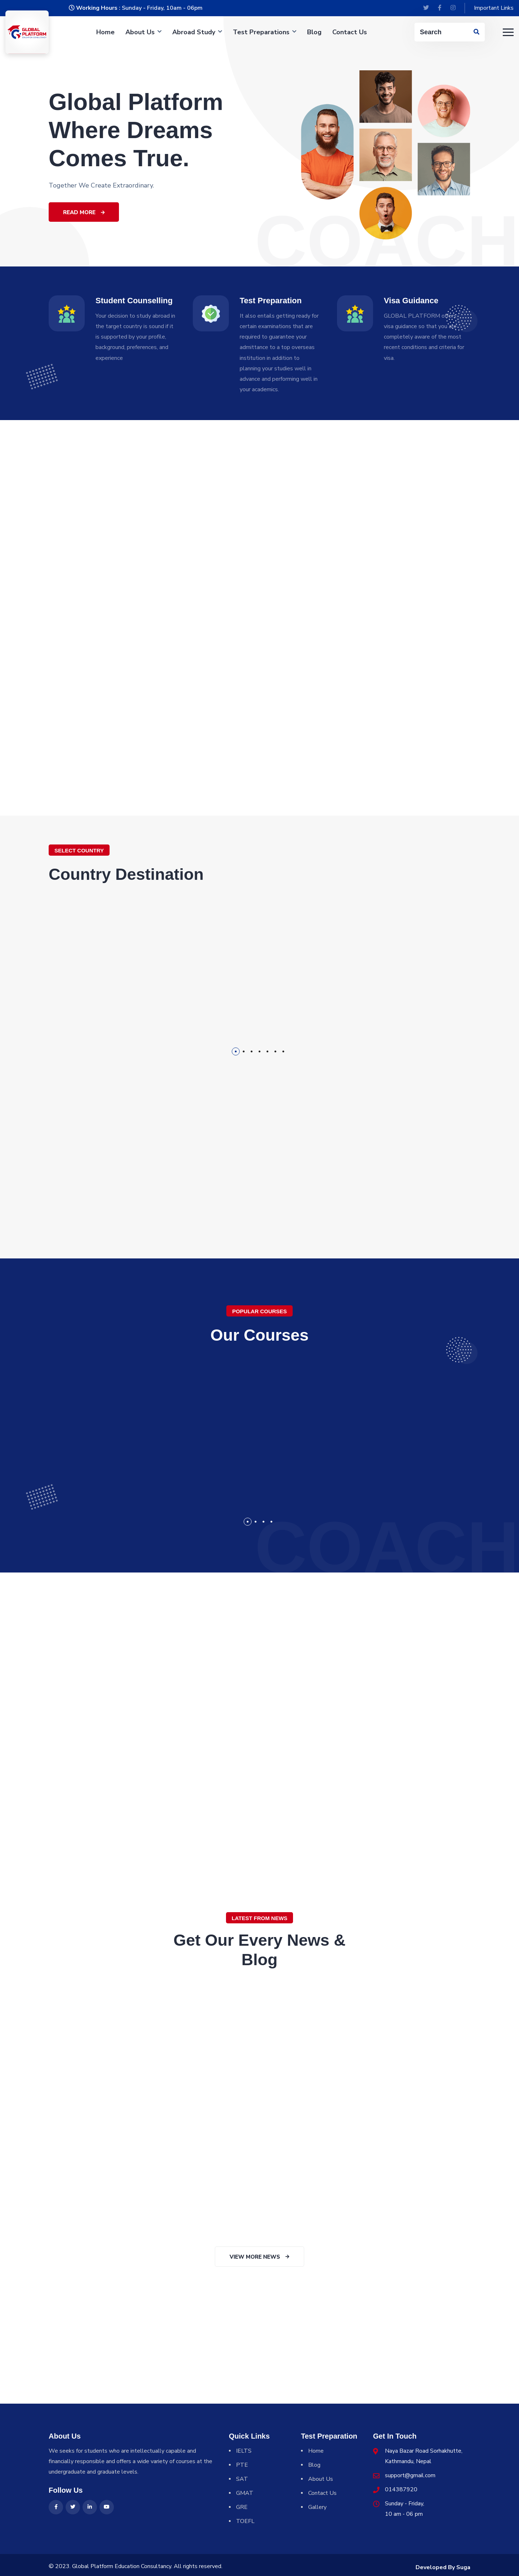 Working Hours : Sunday - Friday, 10am - 06pm
Important Links
GLOBAL
PLATFORM
Home
About Us
Abroad Study
Test Preparations
Blog
Contact Us
Search
Global Platform
Where Dreams
Comes True.
Together We Create Extraordinary.
READ MORE
COACH
Student Counselling
Your decision to study abroad in
the target country is sound if it
is supported by your profile,
background, preferences, and
experience
Test Preparation
It also entails getting ready for
certain examinations that are
required to guarantee your
admittance to a top overseas
institution in addition to
planning your studies well in
advance and performing well in
your academics.
Visa Guidance
GLOBAL PLATFORM
visa guidance so that you
completely aware of the most
recent conditions and criteria for
visa.
SELECT COUNTRY
Country Destination
POPULAR COURSES
Our Courses
COACH
LATEST FROM NEWS
Get Our Every News &
Blog
VIEW MORE NEWS
About Us
We seeks for students who are intellectually capable and
financially responsible and offers a wide variety of courses at the
undergraduate and graduate levels.
Follow Us
Quick Links
IELTS
PTE
SAT
GMAT
GRE
TOEFL
Test Preparation
Home
Blog
About Us
Contact Us
Gallery
Get In Touch
Naya Bazar Road Sorhakhutte,
Kathmandu, Nepal
support@gmail.com
014387920
Sunday - Friday,
10 am - 06 pm
© 2023. Global Platform Education Consultancy. All rights reserved.
Developed By Suga